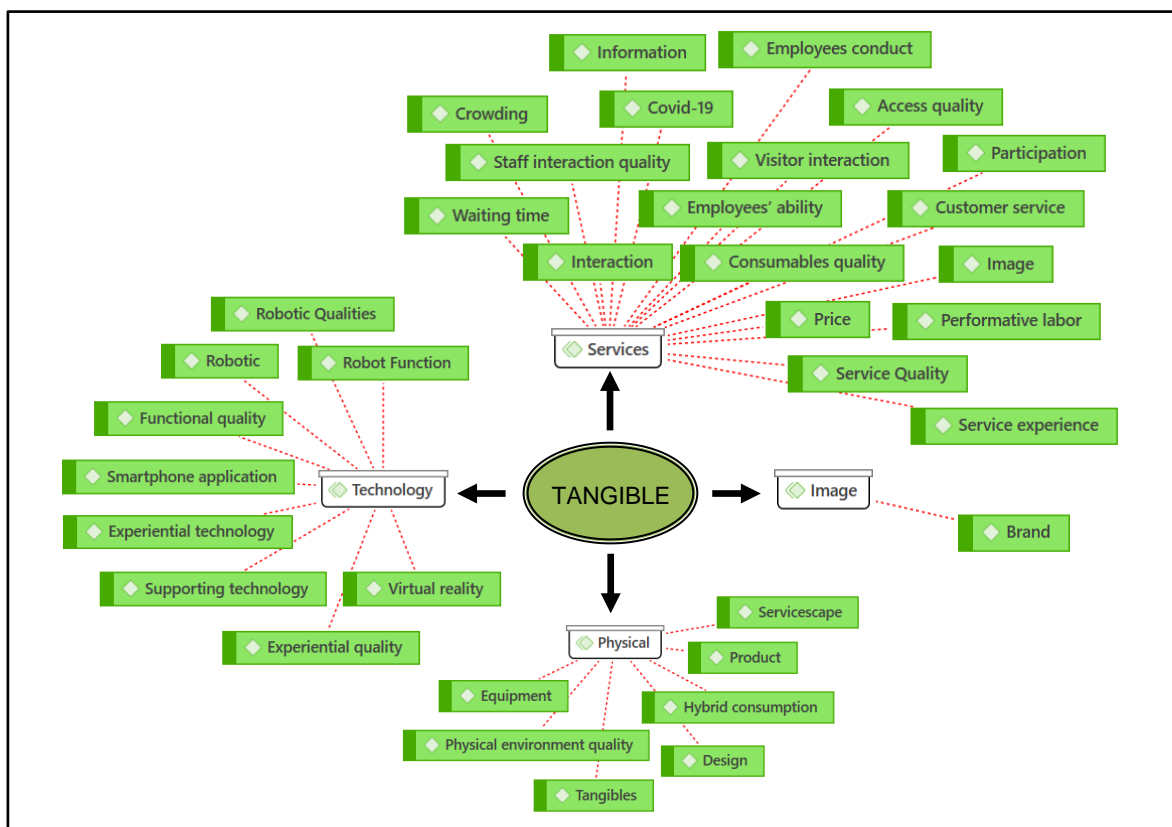 Information
Employees conduct
Crowding
Covid-19
Access quality
Staff interaction quality
Visitor interaction
Participation
Waiting time
Employees’ ability
Customer service
Interaction
Consumables quality
Image
Price
Performative labor
Services
Service Quality
Service experience
Robotic Qualities
Robotic
Robot Function
Functional quality
Smartphone application
Technology
Experiential technology
Supporting technology
Virtual reality
Experiential quality
TANGIBLE
Image
Brand
Physical
Servicescape
Product
Equipment
Hybrid consumption
Physical environment quality
Design
Tangibles